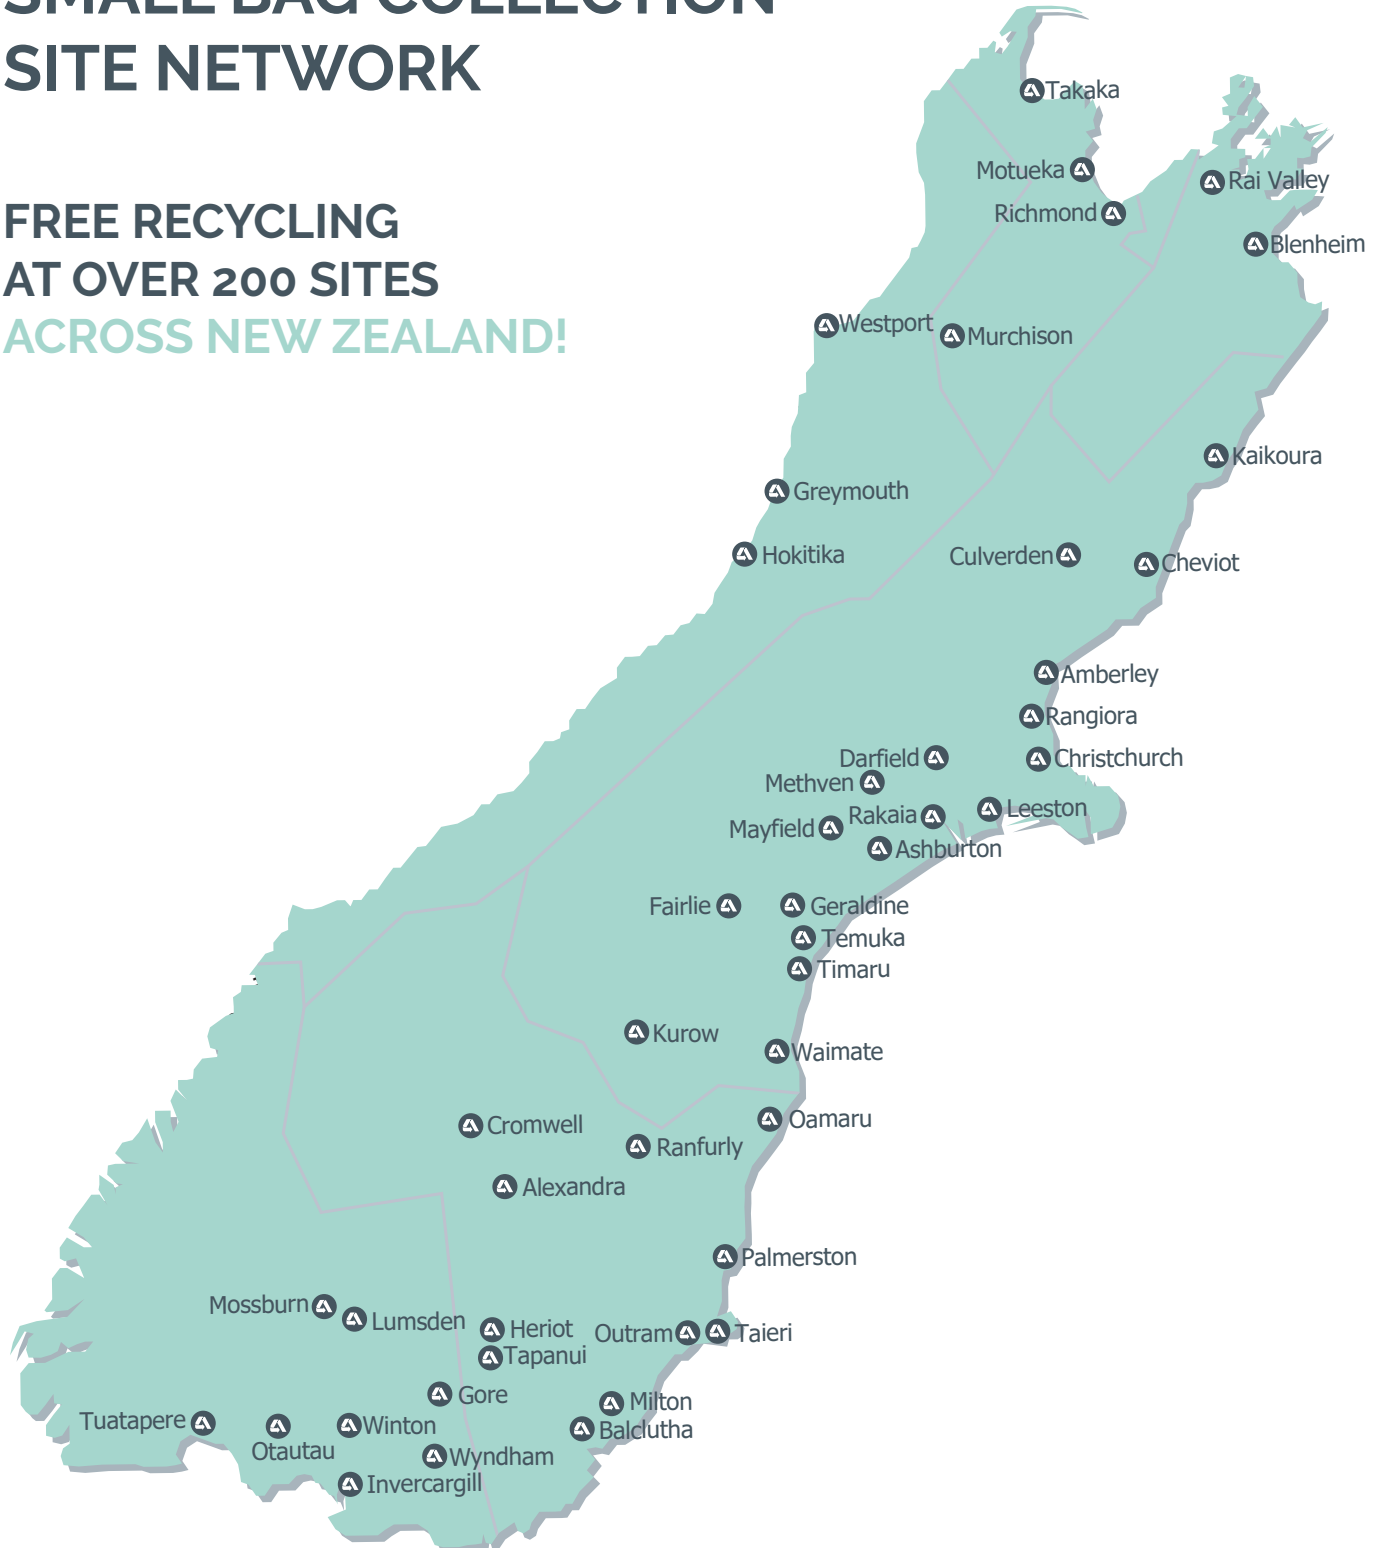 SMALL BAG COLLECTION
SITE NETWORK
FREE RECYCLING
AT OVER 200 SITES
ACROSS NEW ZEALAND!
Takaka
Motueka
Rai Valley
Richmond
Blenheim
Westport
Murchison
Kaikoura
Greymouth
Hokitika
Culverden
Cheviot
Amberley
Rangiora
Darfield
Christchurch
Methven
Leeston
Rakaia
Mayfield
Ashburton
Fairlie
Geraldine
Temuka
Timaru
Kurow
Waimate
Oamaru
Cromwell
Ranfurly
Alexandra
Palmerston
Mossburn
Lumsden
Heriot
Outram
Taieri
Tapanui
Gore
Milton
Tuatapere
Winton
Balclutha
Otautau
Wyndham
Invercargill